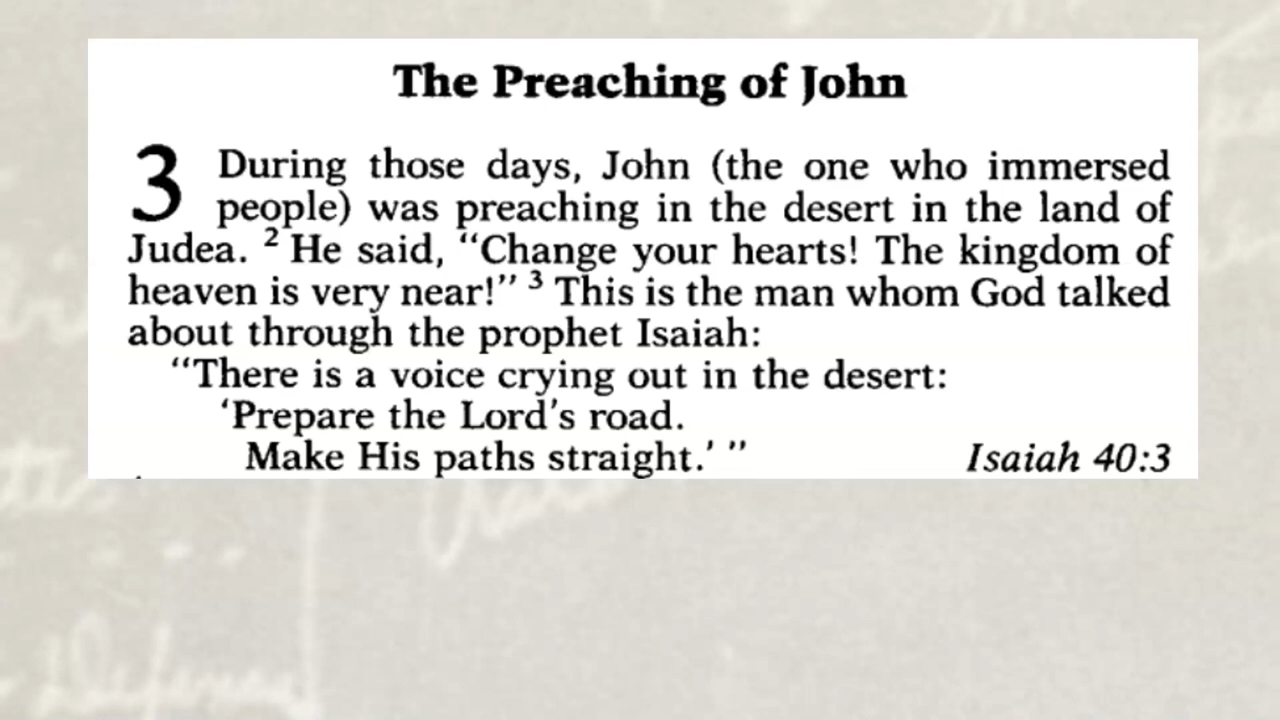 The Preaching of John
3 During those days, John (the one who immersed
people) was preaching in the desert in the land of
Judea. ² He said, “Change your hearts! The kingdom of
heaven is very near!” ³ This is the man whom God talked
about through the prophet Isaiah:
“There is a voice crying out in the desert:
‘Prepare the Lord’s road.
Make His paths straight.’ ” Isaiah 40:3